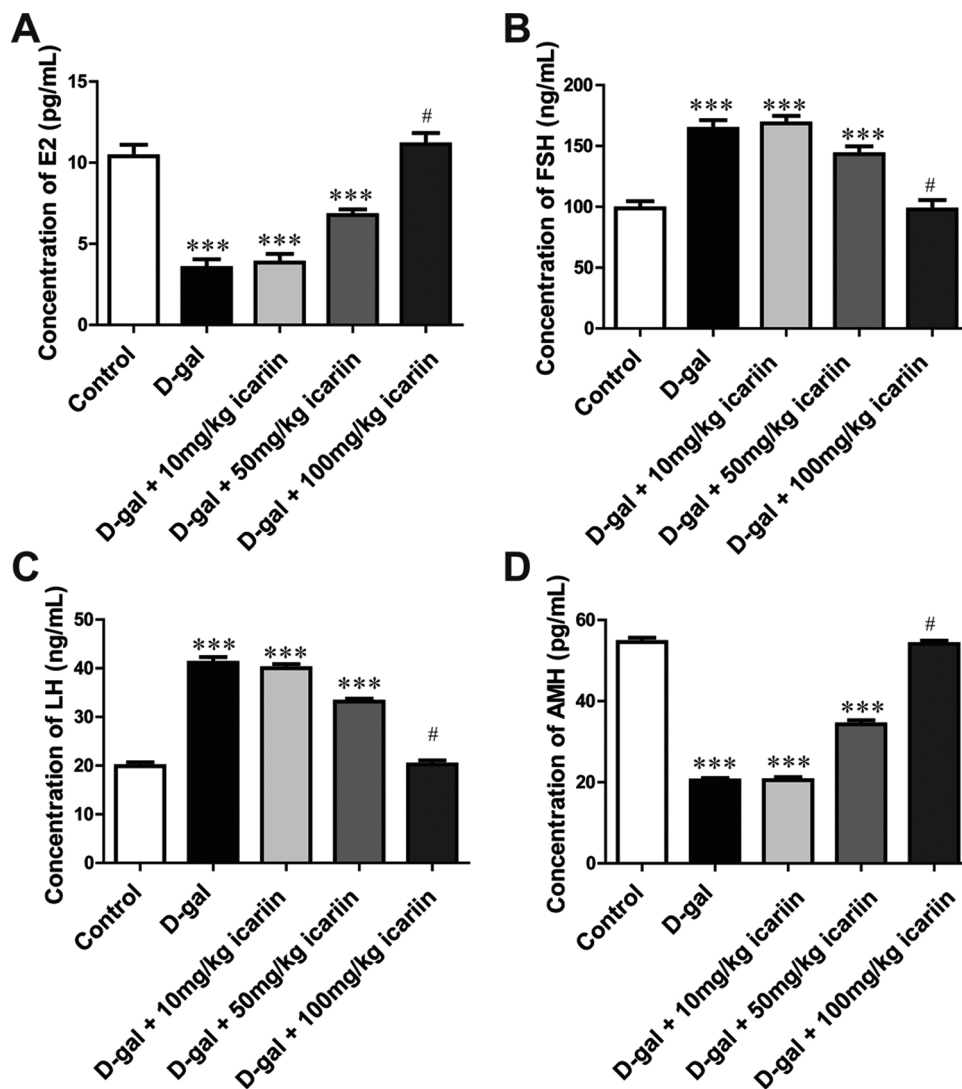 A
Concentration of E2 (pg/mL)
15
10
5
0
***
***
***
#
Control
D-gal
D-gal + 10mg/kg icariin
D-gal + 50mg/kg icariin
D-gal + 100mg/kg icariin
B
Concentration of FSH (ng/mL)
200
150
100
50
0
***
***
***
#
Control
D-gal
D-gal + 10mg/kg icariin
D-gal + 50mg/kg icariin
D-gal + 100mg/kg icariin
C
Concentration of LH (ng/mL)
50
40
30
20
10
0
***
***
***
#
Control
D-gal
D-gal + 10mg/kg icariin
D-gal + 50mg/kg icariin
D-gal + 100mg/kg icariin
D
Concentration of AMH (pg/mL)
60
40
20
0
***
***
***
#
Control
D-gal
D-gal + 10mg/kg icariin
D-gal + 50mg/kg icariin
D-gal + 100mg/kg icariin